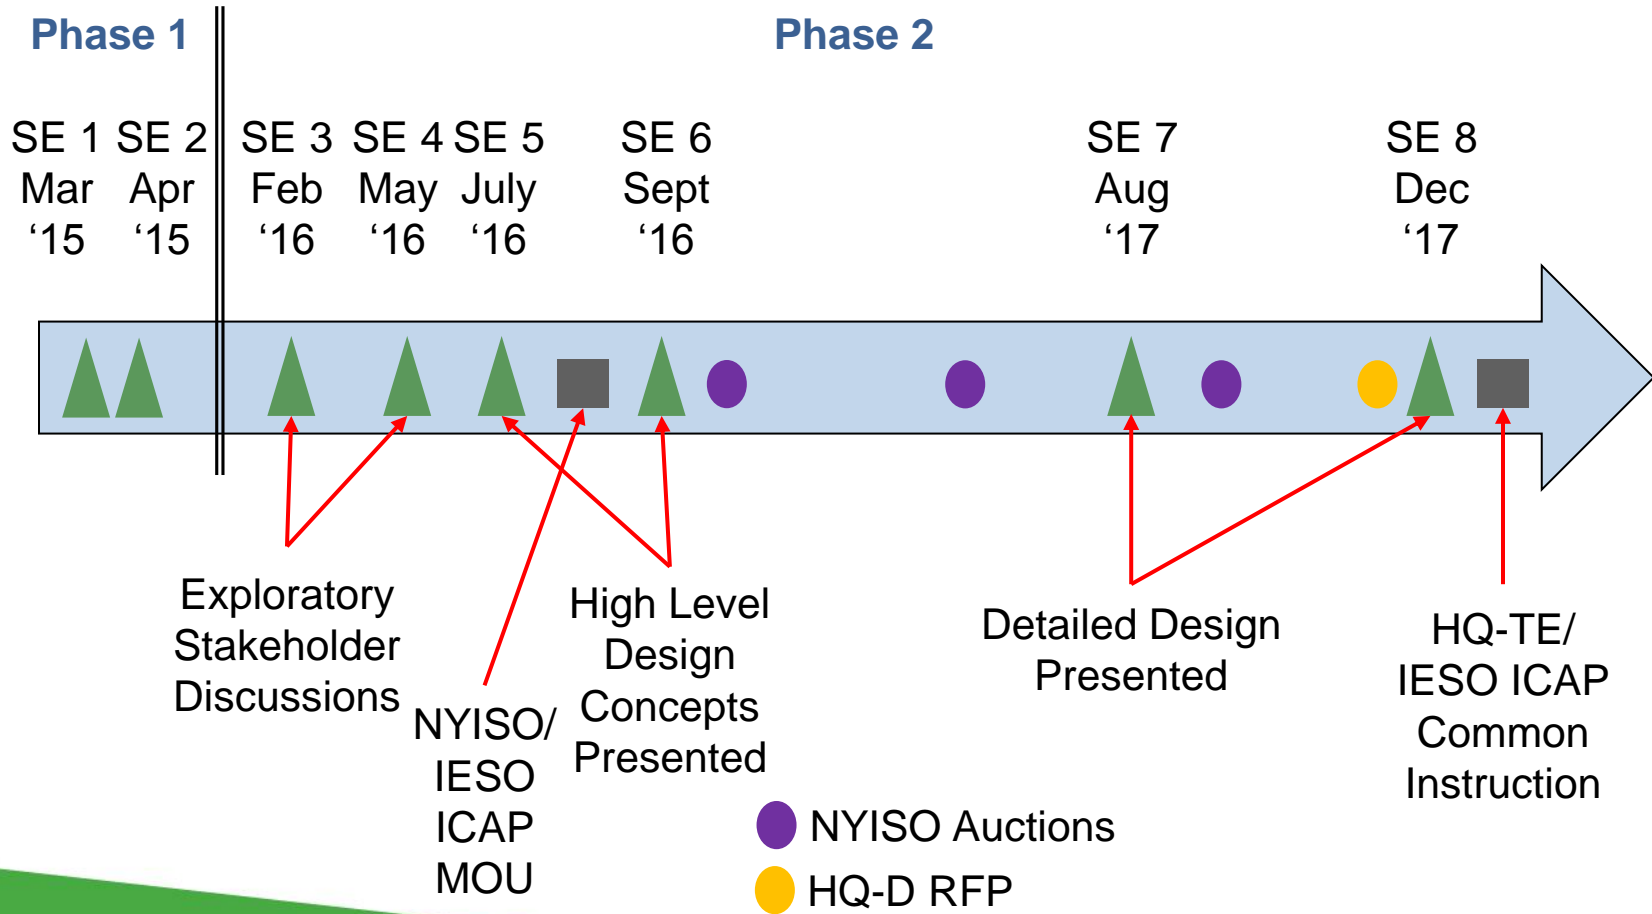 Phase 1
Phase 2
SE 1
Mar
‘15
SE 2
Apr
‘15
SE 3
Feb
‘16
SE 4
May
‘16
SE 5
July
‘16
SE 6
Sept
‘16
SE 7
Aug
‘17
SE 8
Dec
‘17
Exploratory
Stakeholder
Discussions
NYISO/
IESO
ICAP
MOU
High Level
Design
Concepts
Presented
Detailed Design
Presented
HQ-TE/
IESO ICAP
Common
Instruction
NYISO Auctions
HQ-D RFP